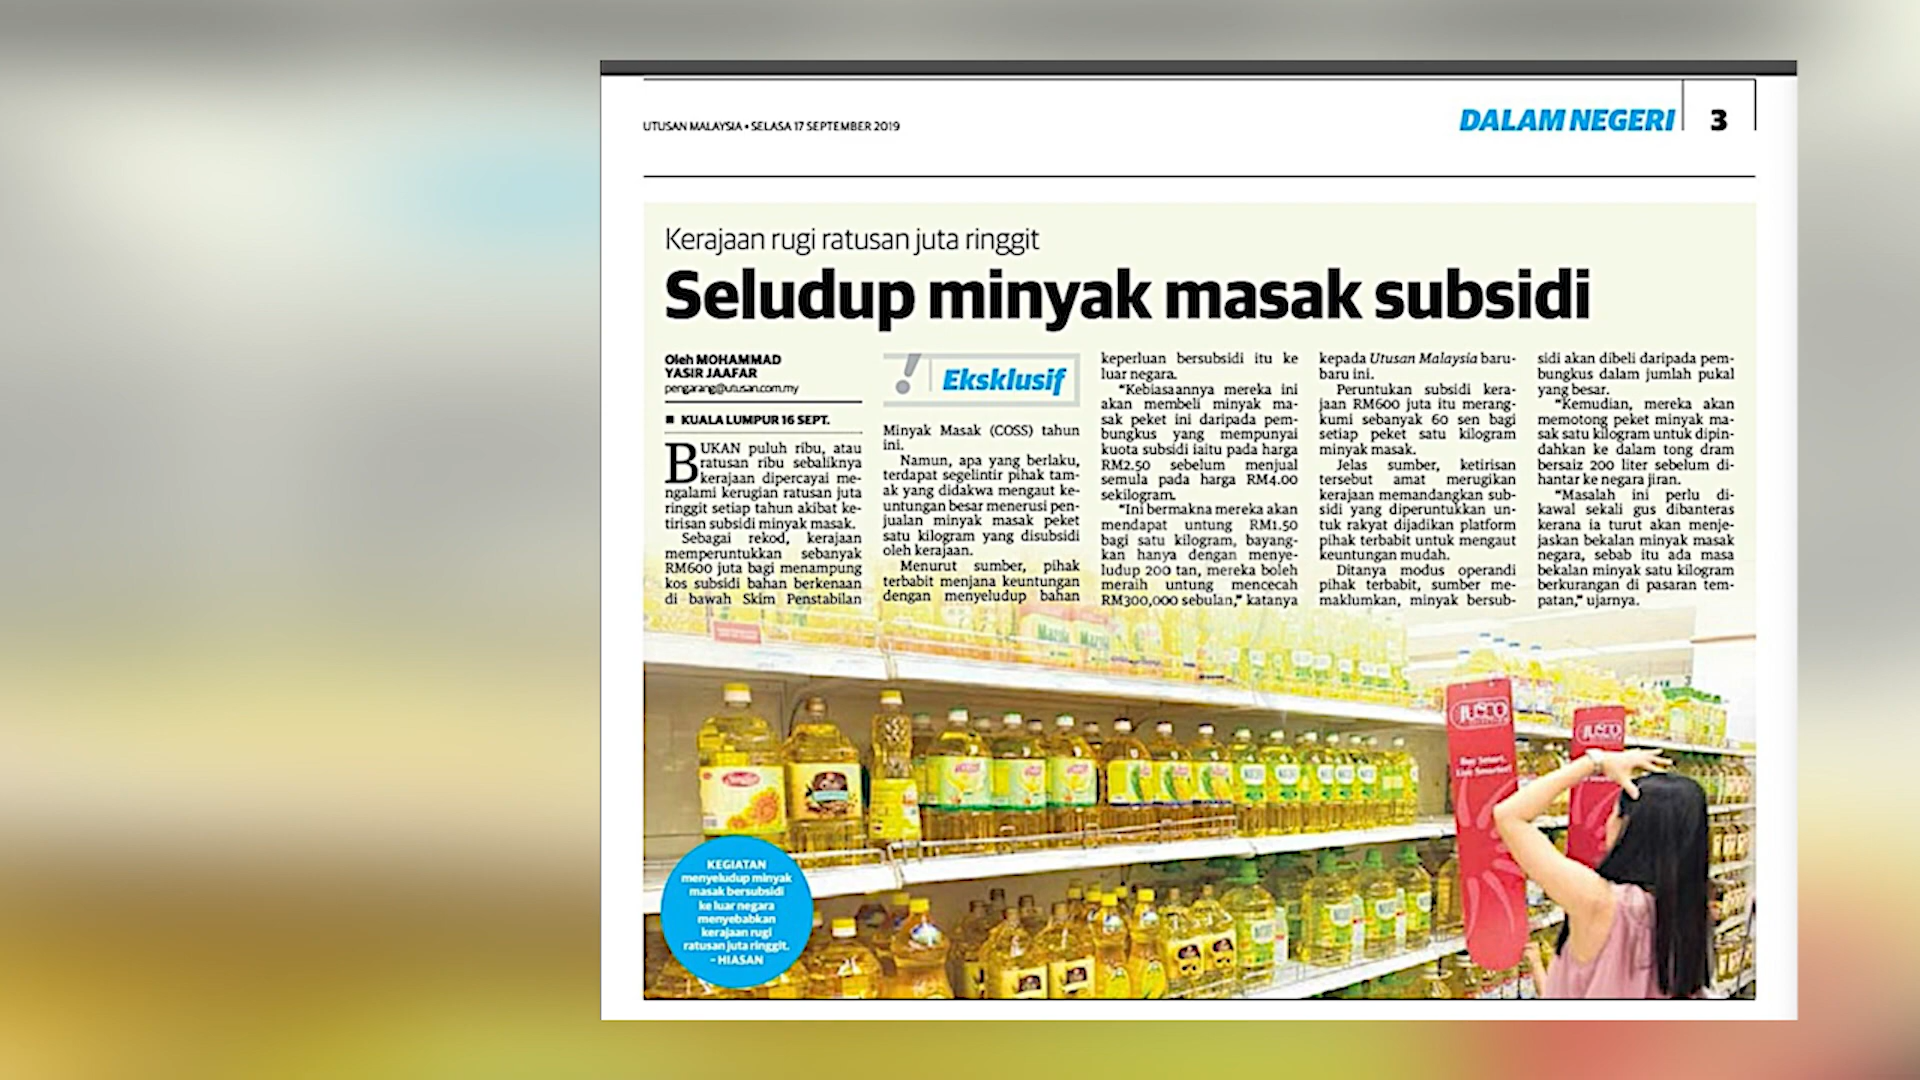 UTUSAN MALAYSIA • SELASA 17 SEPTEMBER 2019
DALAM NEGERI
3
Kerajaan rugi ratusan juta ringgit
Seludup minyak masak subsidi
Oleh MOHAMMAD
YASIR JAAFAR
pengarang@utusan.com.my
■ KUALA LUMPUR 16 SEPT.
BUKAN puluh ribu, atau
ratusan ribu sebaliknya
kerajaan dipercayai me-
ngalami kerugian ratusan juta
ringgit setiap tahun akibat ke-
tirisan subsidi minyak masak.
Sebagai rekod, kerajaan
memperuntukkan sebanyak
RM600 juta bagi menampung
kos subsidi bahan berkenaan
di bawah Skim Penstabilan
! Eksklusif
Minyak Masak (COSS) tahun
ini.
Namun, apa yang berlaku,
terdapat segelintir pihak tam-
ak yang didakwa mengaut ke-
untungan besar menerusi pen-
jualan minyak masak peket
satu kilogram yang disubsidi
oleh kerajaan.
Menurut sumber, pihak
terbabit menjana keuntungan
dengan menyeludup bahan
keperluan bersubsidi itu ke
luar negara.
“Kebiasaannya mereka ini
akan membeli minyak ma-
sak peket ini daripada pem-
bungkus yang mempunyai
kuota subsidi iaitu pada harga
RM2.50 sebelum menjual
semula pada harga RM4.00
sekilogram.
“Ini bermakna mereka akan
mendapat untung RM1.50
bagi satu kilogram, bayang-
kan hanya dengan menye-
ludup 200 tan, mereka boleh
meraih untung mencecah
RM300,000 sebulan,” katanya
kepada Utusan Malaysia baru-
baru ini.
Peruntukan subsidi kera-
jaan RM600 juta itu merang-
kumi sebanyak 60 sen bagi
setiap peket satu kilogram
minyak masak.
Jelas sumber, ketirisan
tersebut amat merugikan
kerajaan memandangkan sub-
sidi yang diperuntukkan un-
tuk rakyat dijadikan platform
pihak terbabit untuk mengaut
keuntungan mudah.
Ditanya modus operandi
pihak terbabit, sumber me-
maklumkan, minyak bersub-
sidi akan dibeli daripada pem-
bungkus dalam jumlah pukal
yang besar.
“Kemudian, mereka akan
memotong peket minyak ma-
sak satu kilogram untuk dipin-
dahkan ke dalam tong dram
bersaiz 200 liter sebelum di-
hantar ke negara jiran.
“Masalah ini perlu di-
kawal sekali gus dibanteras
kerana ia turut akan menje-
jaskan bekalan minyak masak
negara, sebab itu ada masa
bekalan minyak satu kilogram
berkurangan di pasaran tem-
patan,” ujarnya.
JUSCO
JUSCO
Buy Smart.
Live Smarter!
KEGIATAN
menyeludup minyak
masak bersubsidi
ke luar negara
menyebabkan
kerajaan rugi
ratusan juta ringgit.
- HIASAN